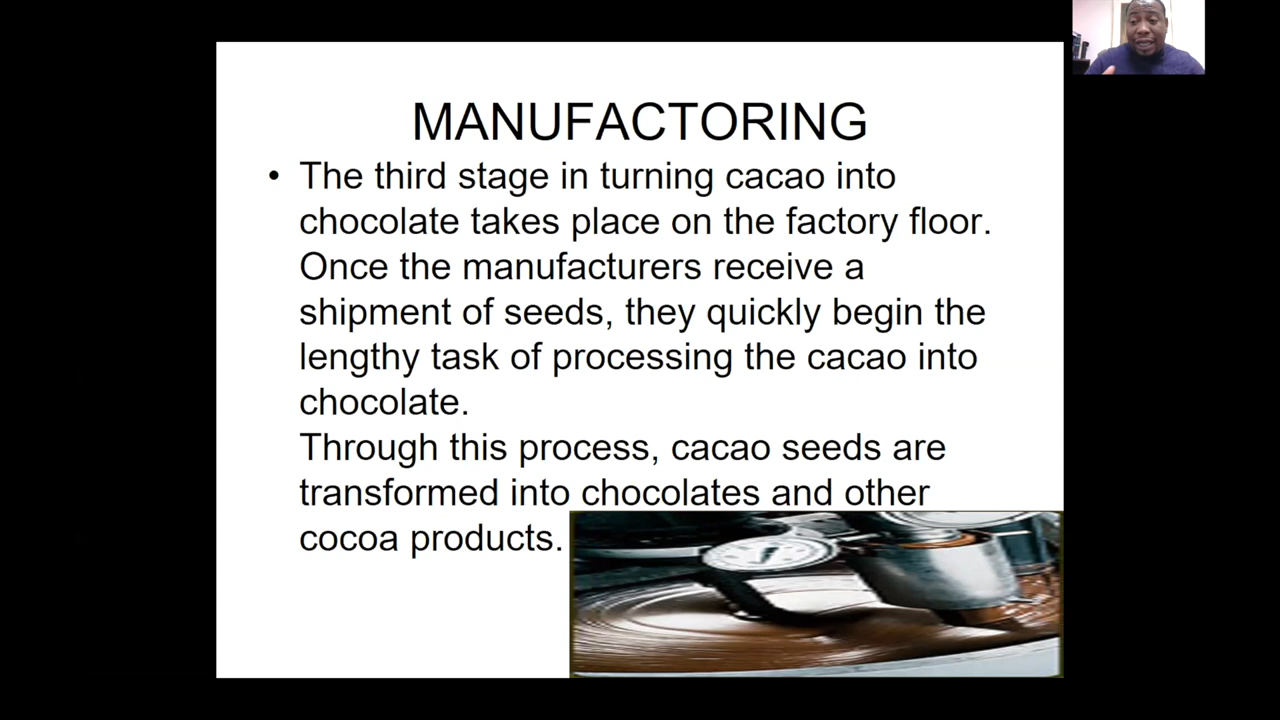 MANUFACTORING
• The third stage in turning cacao into
chocolate takes place on the factory floor.
Once the manufacturers receive a
shipment of seeds, they quickly begin the
lengthy task of processing the cacao into
chocolate.
Through this process, cacao seeds are
transformed into chocolates and other
cocoa products.